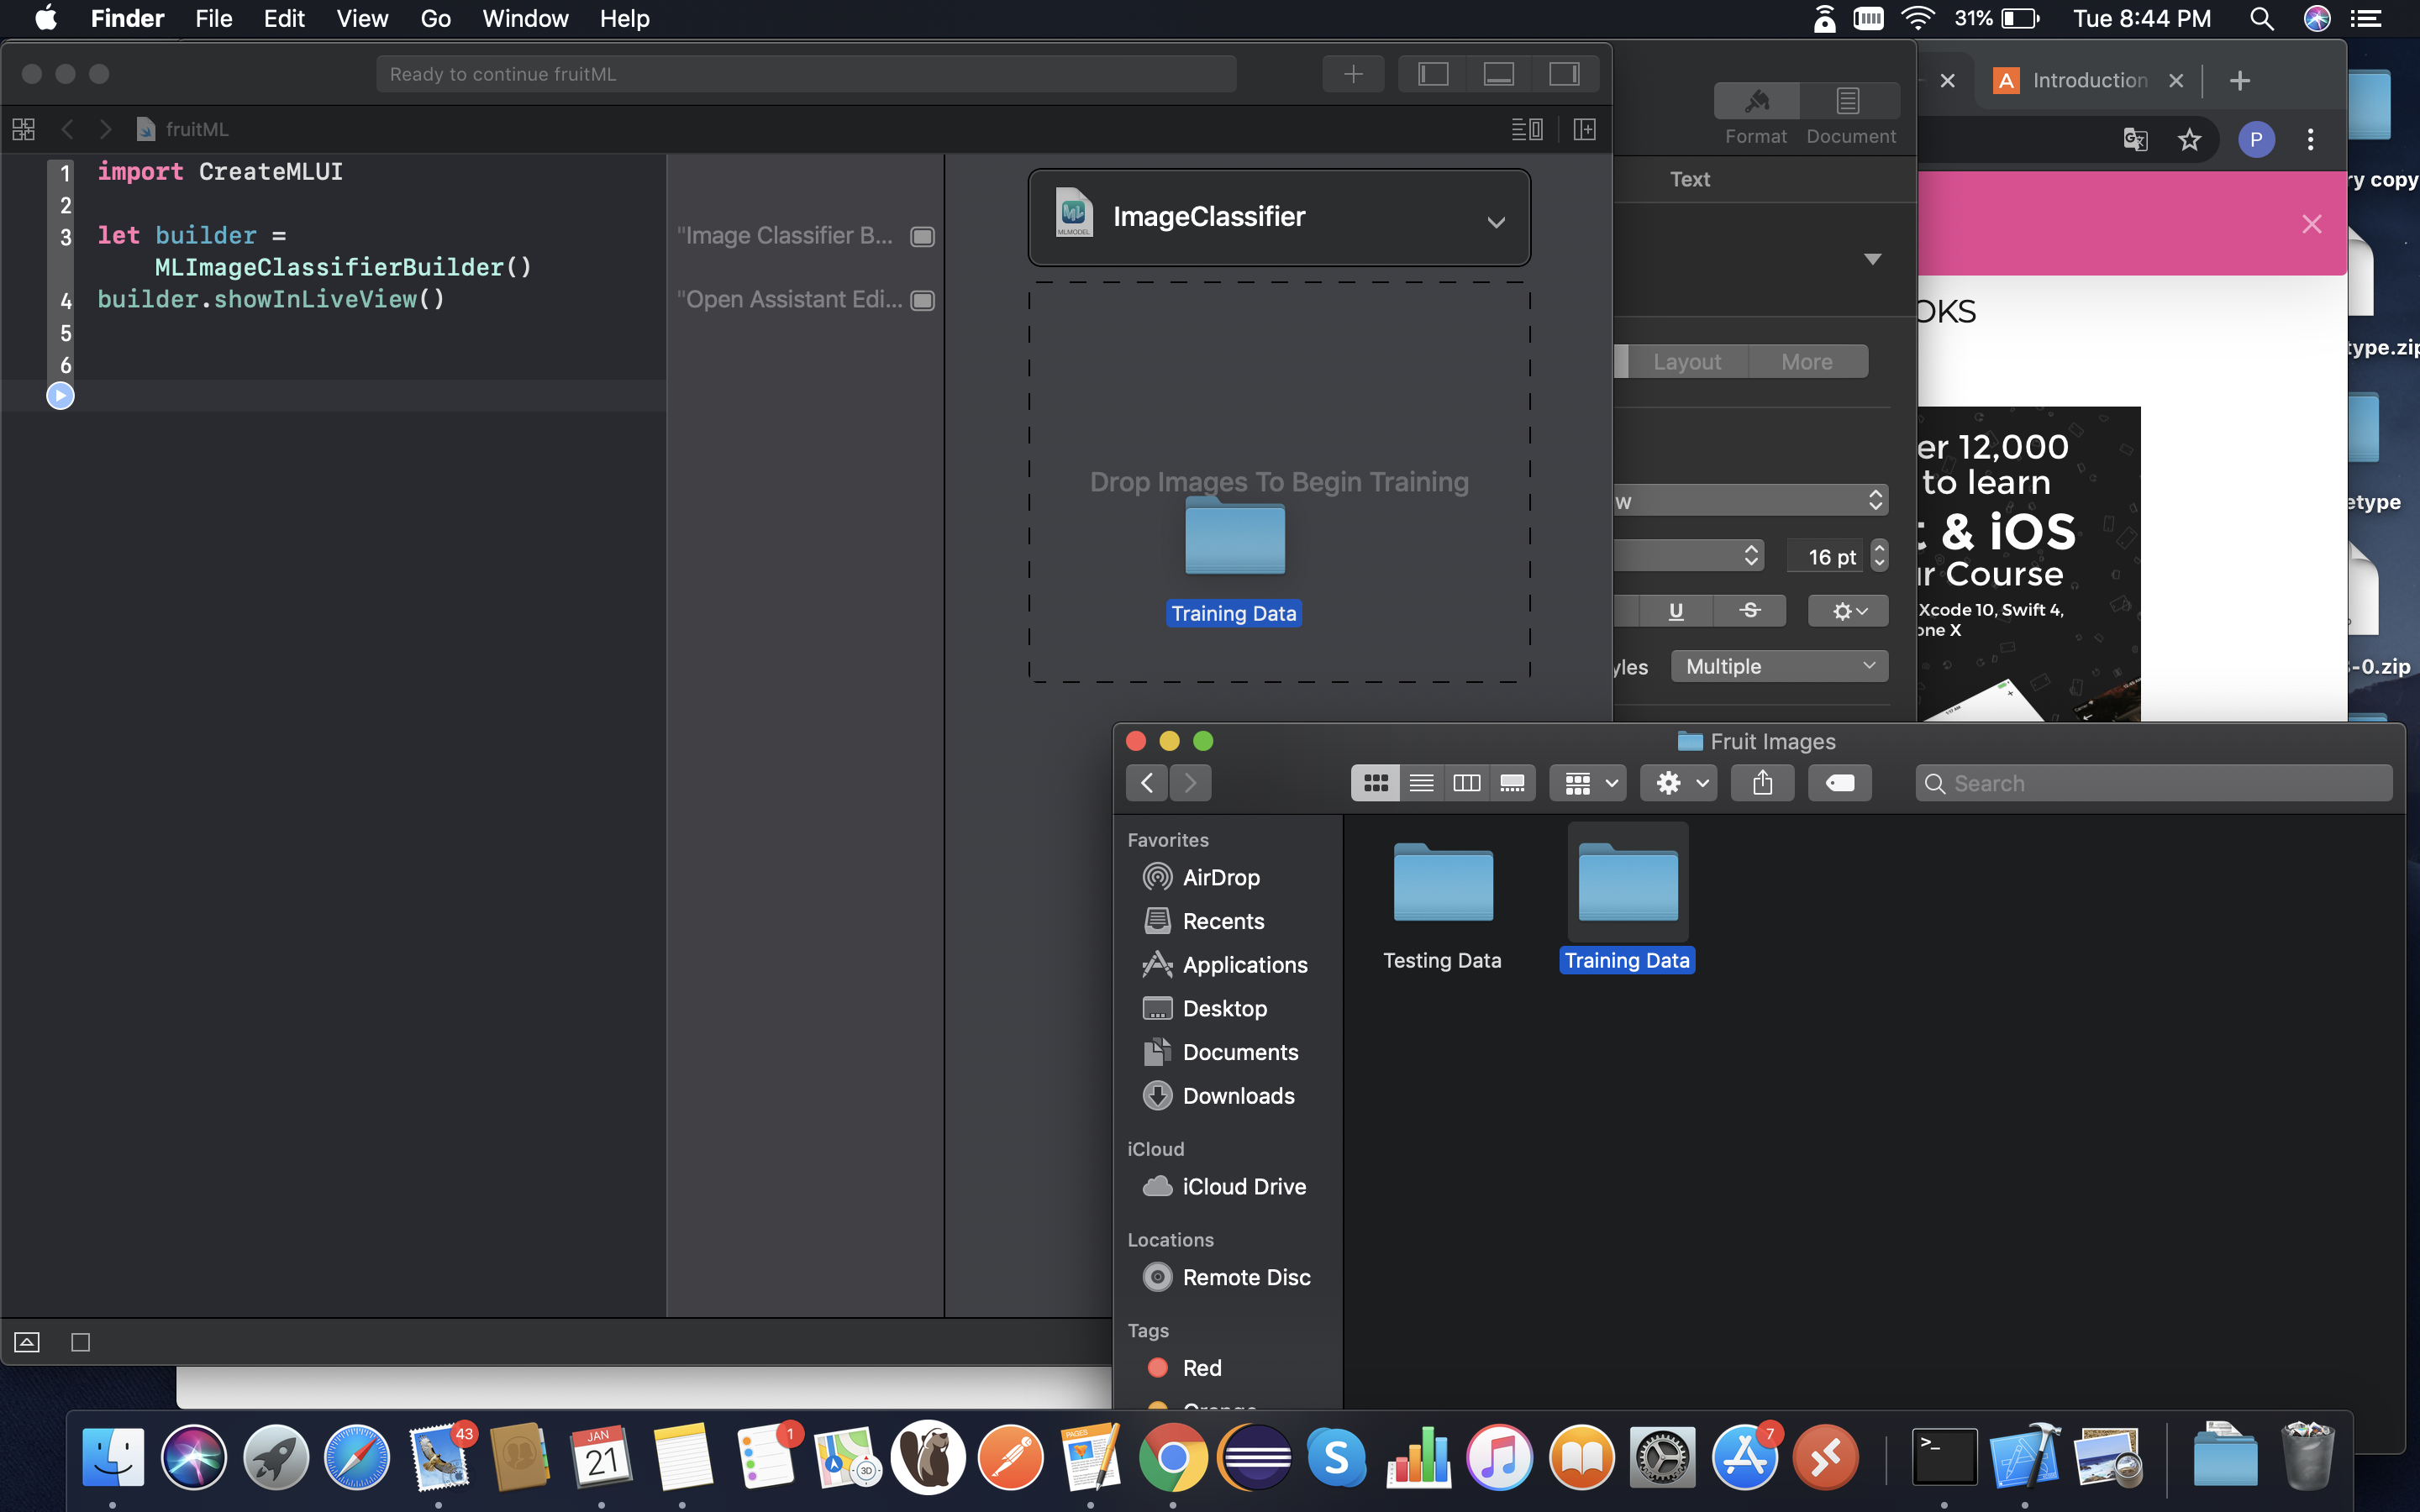 Finder File Edit View Go Window Help 31% Tue 8:44 PM
Ready to continue fruitML
fruitML
1 import CreateMLUI
2
3 let builder =
MLImageClassifierBuilder()
4 builder.showInLiveView()
5
6
"Image Classifier B...
"Open Assistant Edi...
ImageClassifier
MLMODEL
Drop Images To Begin Training
Training Data
Format Document
Text
Layout More
16 pt
U S
Multiple
Introduction
P
OKS
er 12,000
to learn
& iOS
Course
Xcode 10, Swift 4,
one X
ry copy
type.zip
etype
-0.zip
Fruit Images
Search
Favorites
AirDrop
Recents
Applications
Desktop
Documents
Downloads
iCloud
iCloud Drive
Locations
Remote Disc
Tags
Red
Orange
Testing Data
Training Data
43
JAN
21
1
3D
PAGES
7